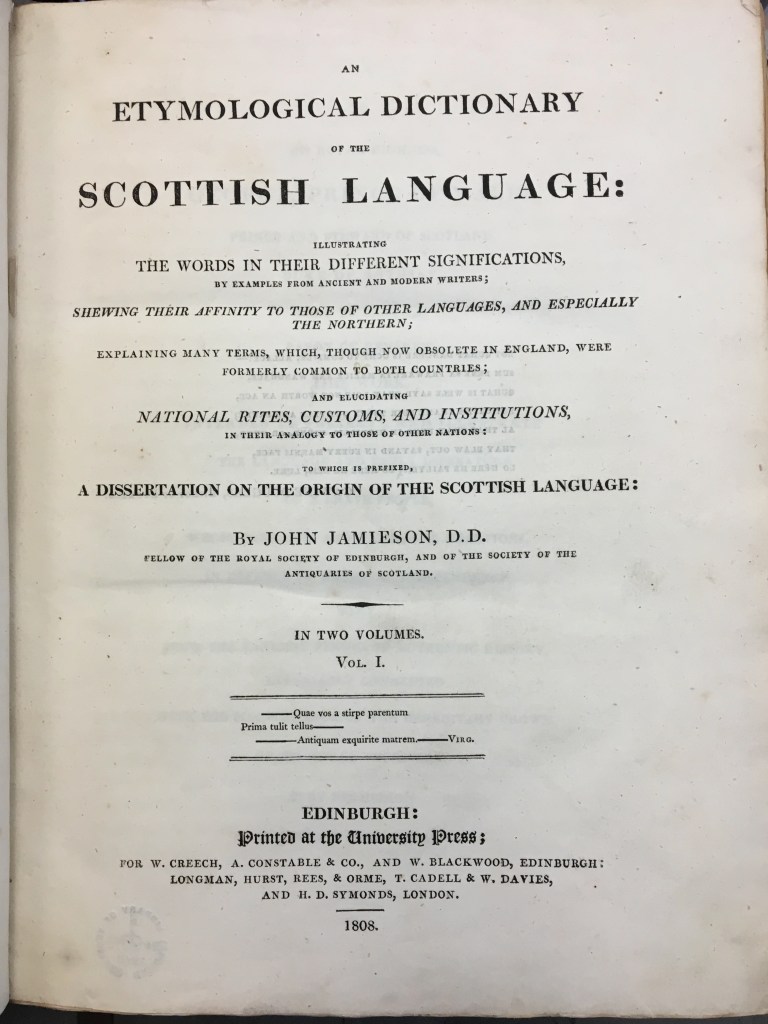 AN
ETYMOLOGICAL DICTIONARY
OF THE
SCOTTISH LANGUAGE:
ILLUSTRATING
THE WORDS IN THEIR DIFFERENT SIGNIFICATIONS,
BY EXAMPLES FROM ANCIENT AND MODERN WRITERS;
SHEWING THEIR AFFINITY TO THOSE OF OTHER LANGUAGES, AND ESPECIALLY
THE NORTHERN;
EXPLAINING MANY TERMS, WHICH, THOUGH NOW OBSOLETE IN ENGLAND, WERE
FORMERLY COMMON TO BOTH COUNTRIES;
AND ELUCIDATING
NATIONAL RITES, CUSTOMS, AND INSTITUTIONS,
IN THEIR ANALOGY TO THOSE OF OTHER NATIONS:
TO WHICH IS PREFIXED,
A DISSERTATION ON THE ORIGIN OF THE SCOTTISH LANGUAGE:
By JOHN JAMIESON, D.D.
FELLOW OF THE ROYAL SOCIETY OF EDINBURGH, AND OF THE SOCIETY OF THE
ANTIQUARIES OF SCOTLAND.
IN TWO VOLUMES.
Vol. I.
——Quae vos a stirpe parentum
Prima tulit tellus——
——Antiquam exquirite matrem.——Virg.
EDINBURGH:
Printed at the University Press;
FOR W. CREECH, A. CONSTABLE & CO., AND W. BLACKWOOD, EDINBURGH:
LONGMAN, HURST, REES, & ORME, T. CADELL & W. DAVIES,
AND H. D. SYMONDS, LONDON.
1808.